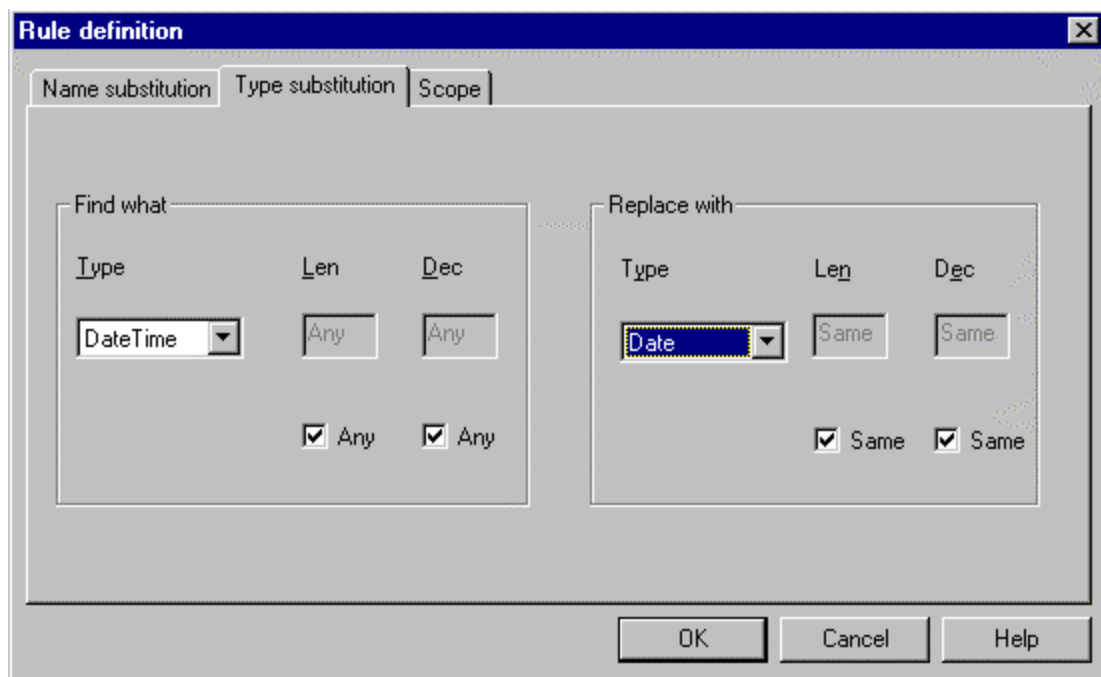 Rule definition
Name substitution Type substitution Scope
Find what
Type Len Dec
DateTime Any Any
Any Any
Replace with
Type Len Dec
Date Same Same
Same Same
OK Cancel Help